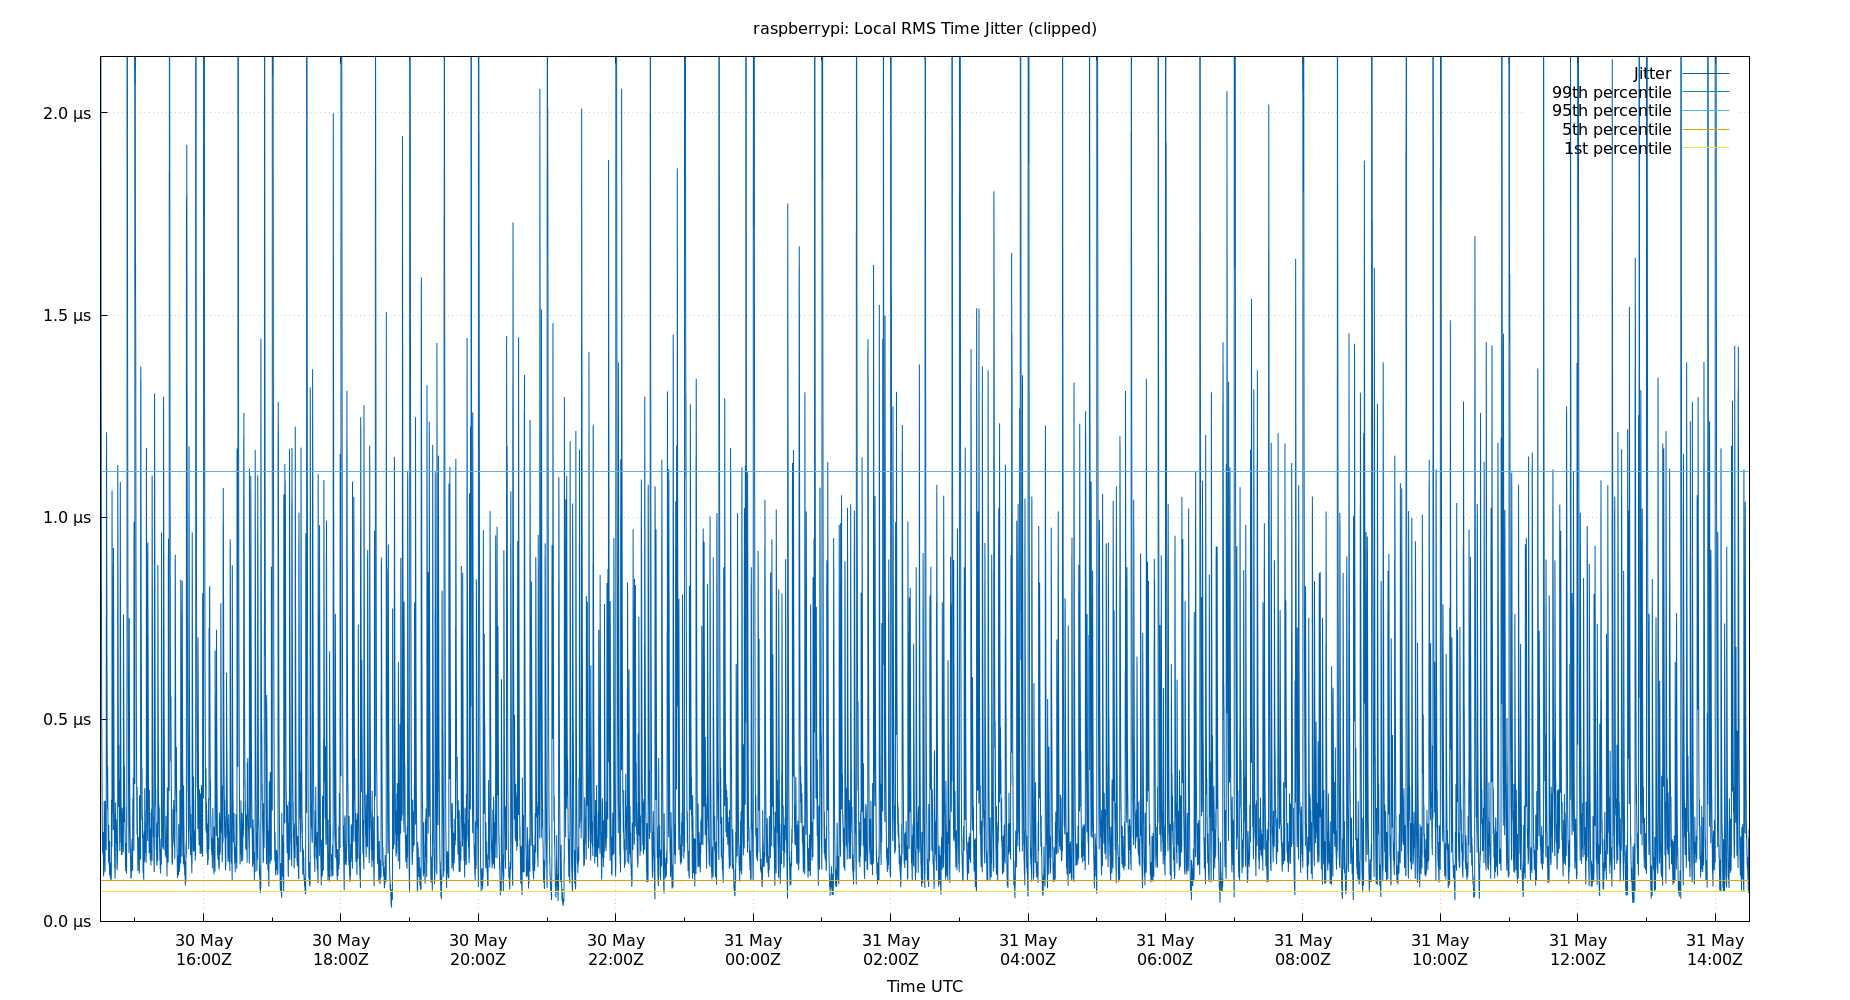 raspberrypi: Local RMS Time Jitter (clipped)
Jitter
99th percentile
95th percentile
5th percentile
1st percentile
2.0 µs
1.5 µs
1.0 µs
0.5 µs
0.0 µs
30 May 30 May 30 May 30 May 31 May 31 May 31 May 31 May 31 May 31 May 31 May 31 May
16:00Z 18:00Z 20:00Z 22:00Z 00:00Z 02:00Z 04:00Z 06:00Z 08:00Z 10:00Z 12:00Z 14:00Z
Time UTC